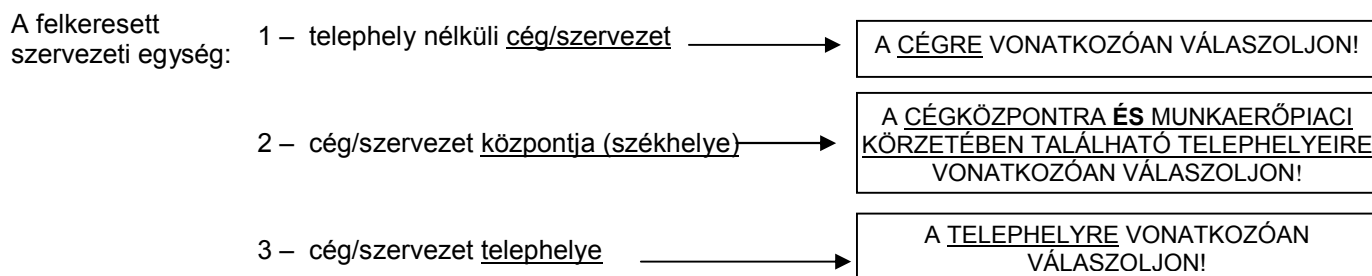 A felkeresett
szervezeti egység:
1 – telephely nélküli cég/szervezet
A CÉGRE VONATKOZÓAN VÁLASZOLJON!
2 – cég/szervezet központja (székhelye)
A CÉGKÖZPONTRA ÉS MUNKAERŐPIACI
KÖRZETÉBEN TALÁLHATÓ TELEPHELYEIRE
VONATKOZÓAN VÁLASZOLJON!
3 – cég/szervezet telephelye
A TELEPHELYRE VONATKOZÓAN
VÁLASZOLJON!